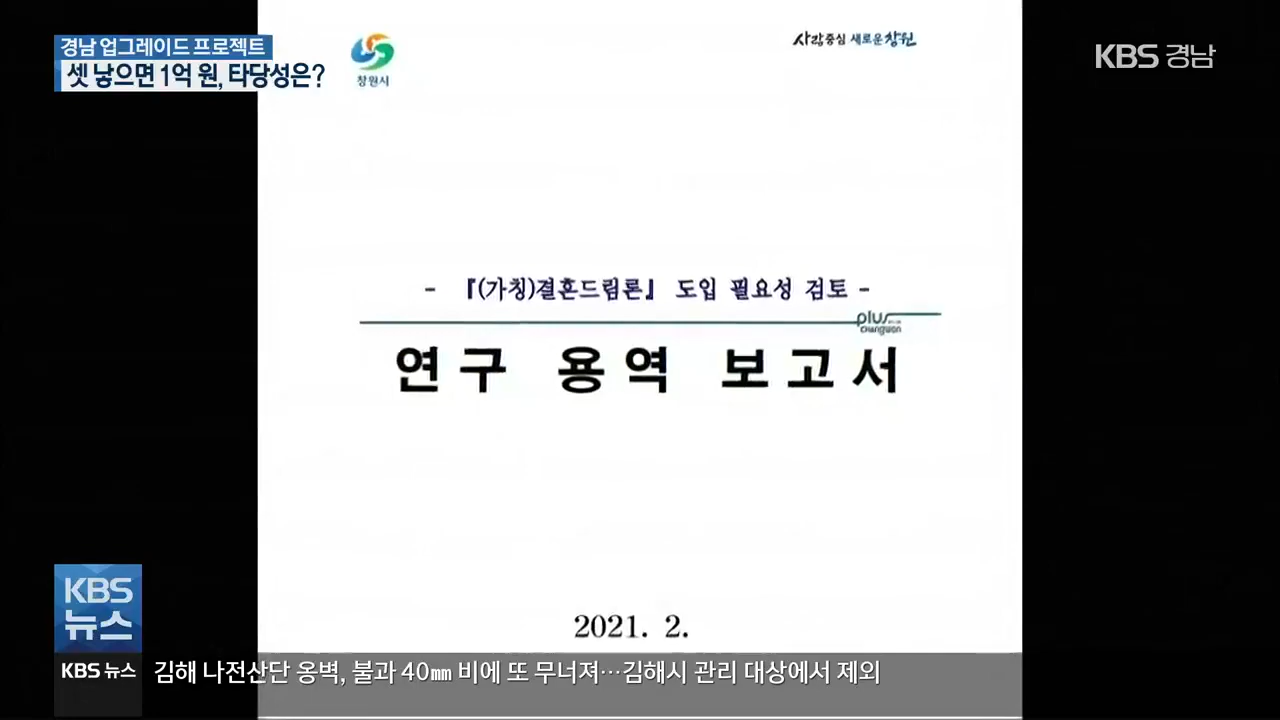 경남 업그레이드 프로젝트
셋 낳으면 1억 원, 타당성은?
창원시
사람중심 새로운창원
KBS 경남
- 『(가칭)결혼드림론』 도입 필요성 검토 -
plus
changwon
연구 용역 보고서
2021. 2.
KBS
뉴스
KBS 뉴스 김해 나전산단 옹벽, 불과 40㎜ 비에 또 무너져…김해시 관리 대상에서 제외